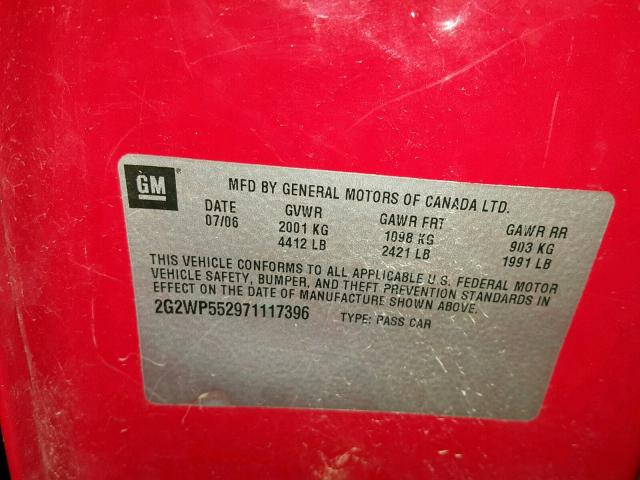 GM ®
MFD BY GENERAL MOTORS OF CANADA LTD.
DATE GVWR GAWR FRT GAWR RR
07/06 2001 KG 1098 KG 903 KG
4412 LB 2421 LB 1991 LB
THIS VEHICLE CONFORMS TO ALL APPLICABLE U.S. FEDERAL MOTOR
VEHICLE SAFETY, BUMPER, AND THEFT PREVENTION STANDARDS IN
EFFECT ON THE DATE OF MANUFACTURE SHOWN ABOVE.
2G2WP552971117396 TYPE: PASS CAR